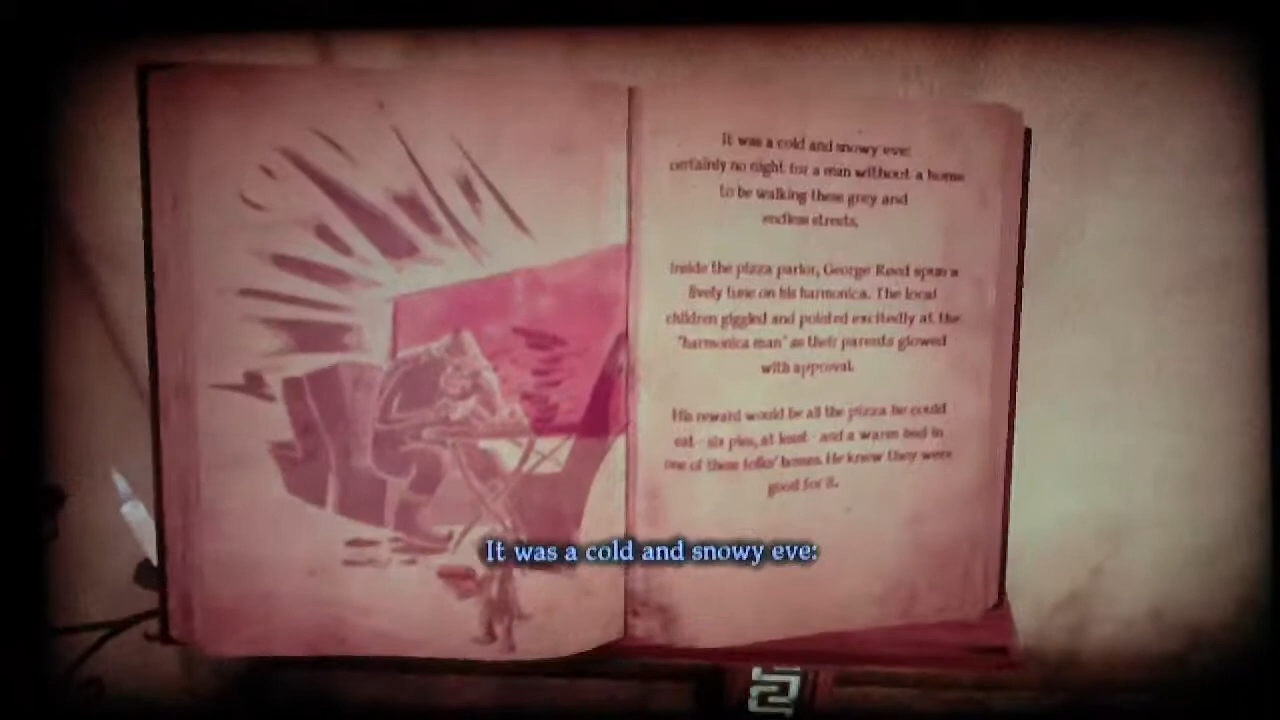 It was a cold and snowy eve:
certainly no night for a man without a home
to be walking these grey and
endless streets.
Inside the pizza parlor, George Reed spun a
lively tune on his harmonica. The local
children giggled and pointed excitedly at the
"harmonica man" as their parents glowed
with approval.
His reward would be all the pizza he could
eat - six pies, at least - and a warm bed in
one of these folks' homes. He knew they were
good for it.
It was a cold and snowy eve: